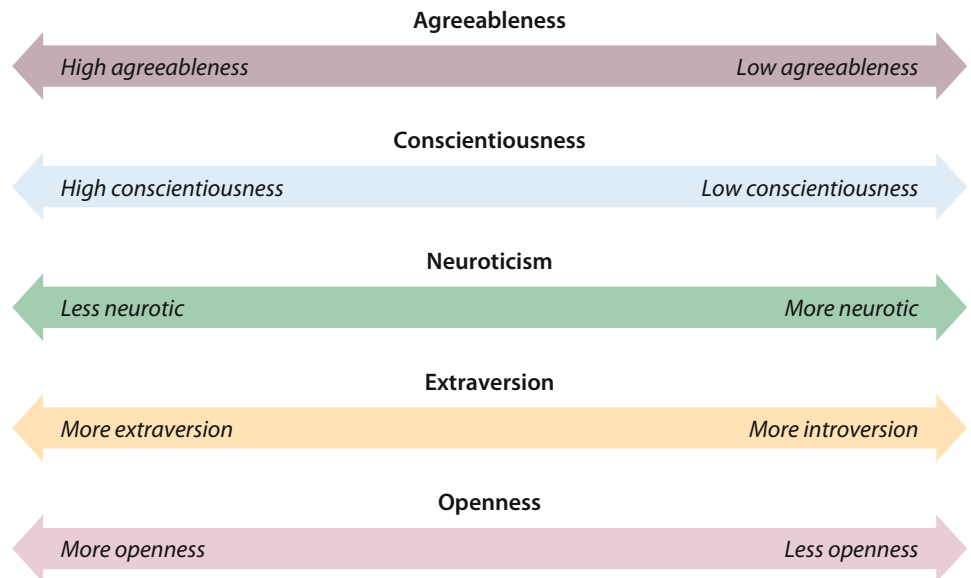 Agreeableness
High agreeableness Low agreeableness
Conscientiousness
High conscientiousness Low conscientiousness
Neuroticism
Less neurotic More neurotic
Extraversion
More extraversion More introversion
Openness
More openness Less openness